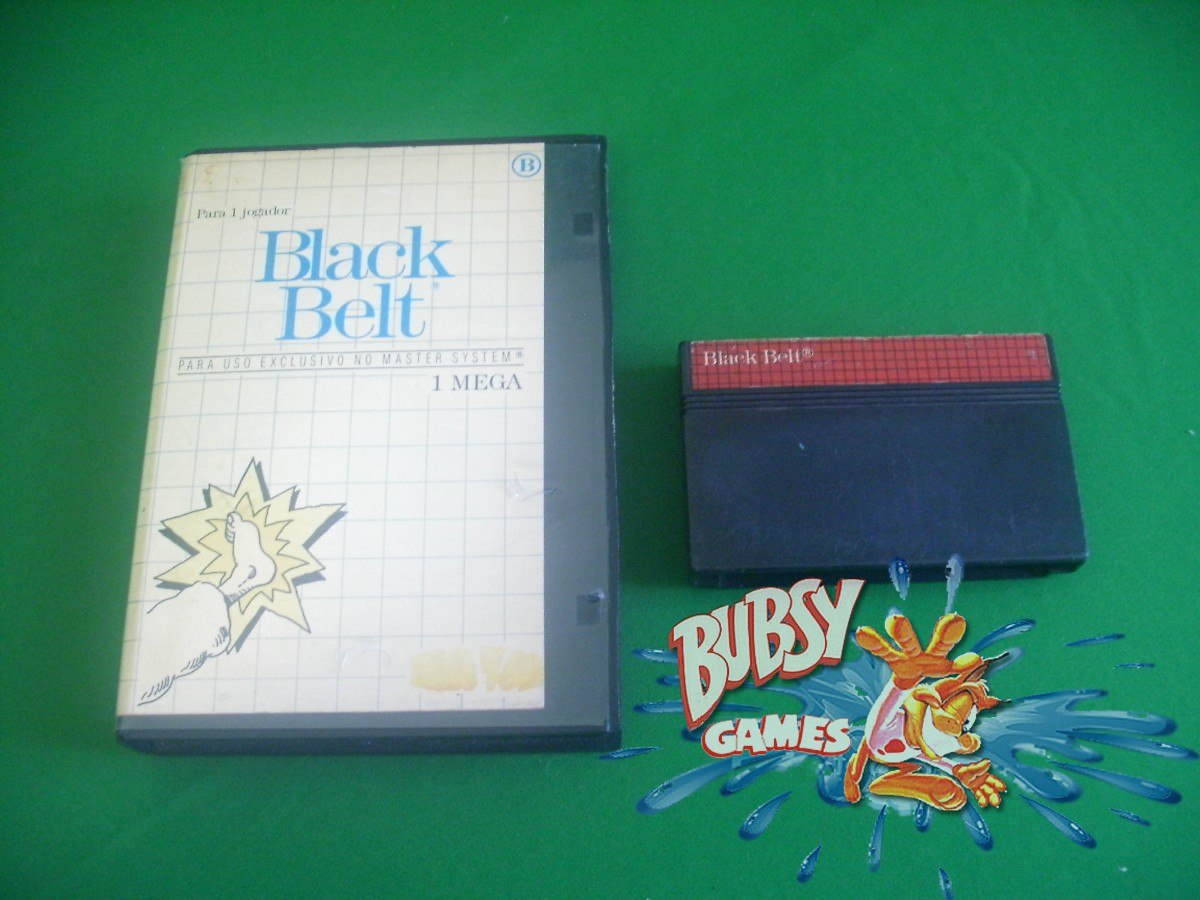 B
Para 1 jogador
Black
Belt®
PARA USO EXCLUSIVO NO MASTER SYSTEM®
1 MEGA
Black Belt®
BUBSY
GAMES